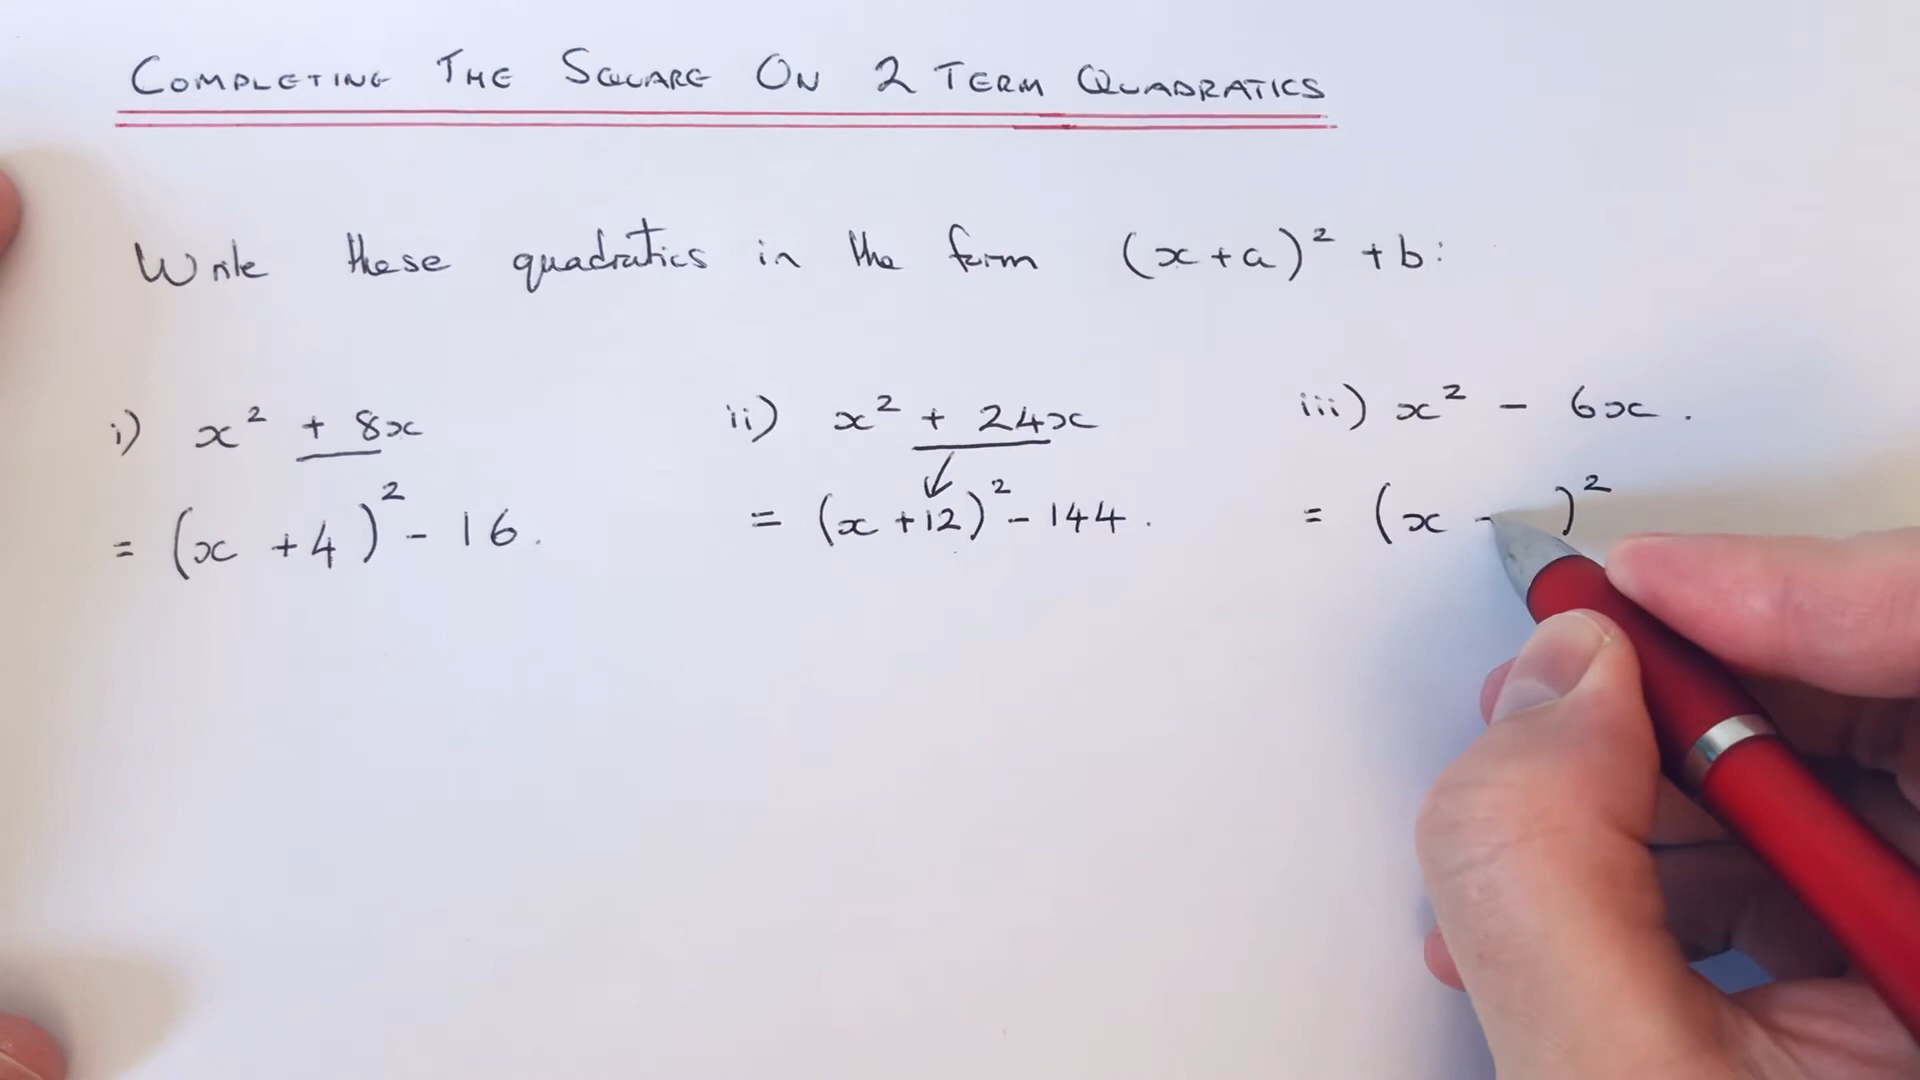 COMPLETING THE SQUARE ON 2 TERM QUADRATICS
Write these quadratics in the form (x+a)² + b:
i) x² + 8x
= (x +4)² - 16.
ii) x² + 24x
= (x +12)² - 144.
iii) x² - 6x.
= (x - )²